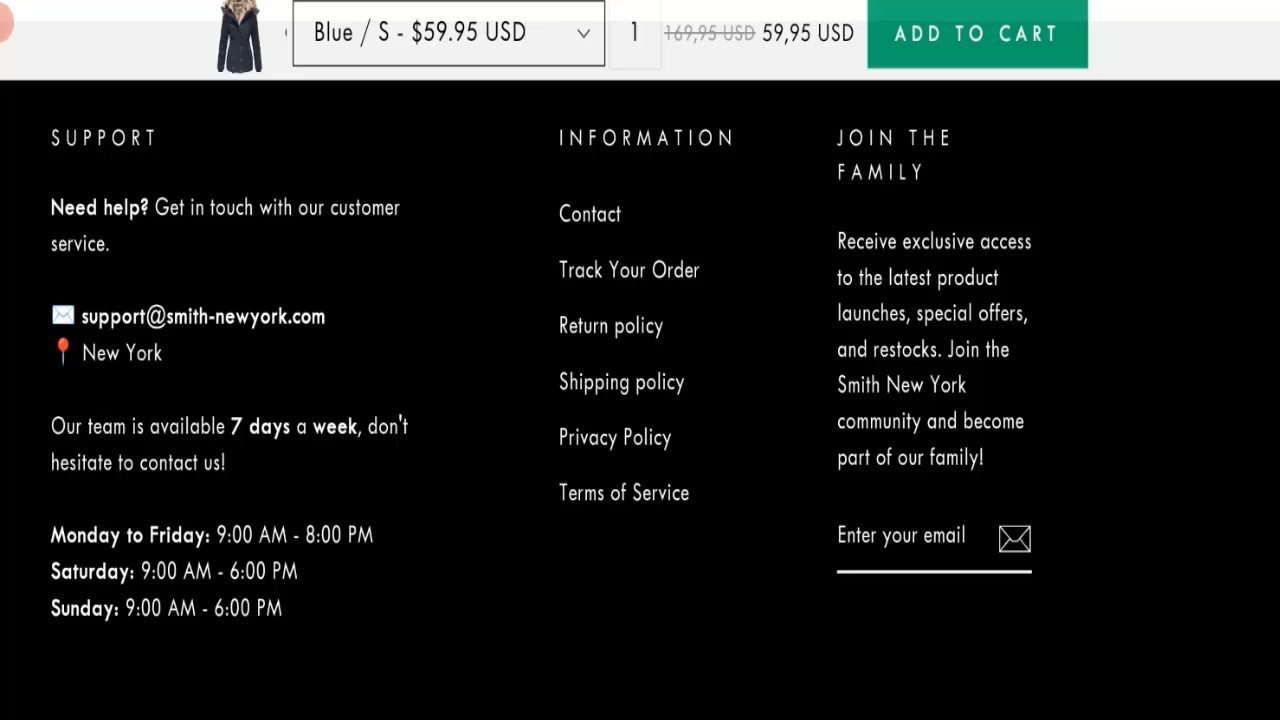 Blue / S - $59.95 USD
1
169,95 USD 59,95 USD
ADD TO CART
SUPPORT
Need help? Get in touch with our customer
service.
support@smith-newyork.com
New York
Our team is available 7 days a week, don't
hesitate to contact us!
Monday to Friday: 9:00 AM - 8:00 PM
Saturday: 9:00 AM - 6:00 PM
Sunday: 9:00 AM - 6:00 PM
INFORMATION
Contact
Track Your Order
Return policy
Shipping policy
Privacy Policy
Terms of Service
JOIN THE
FAMILY
Receive exclusive access
to the latest product
launches, special offers,
and restocks. Join the
Smith New York
community and become
part of our family!
Enter your email